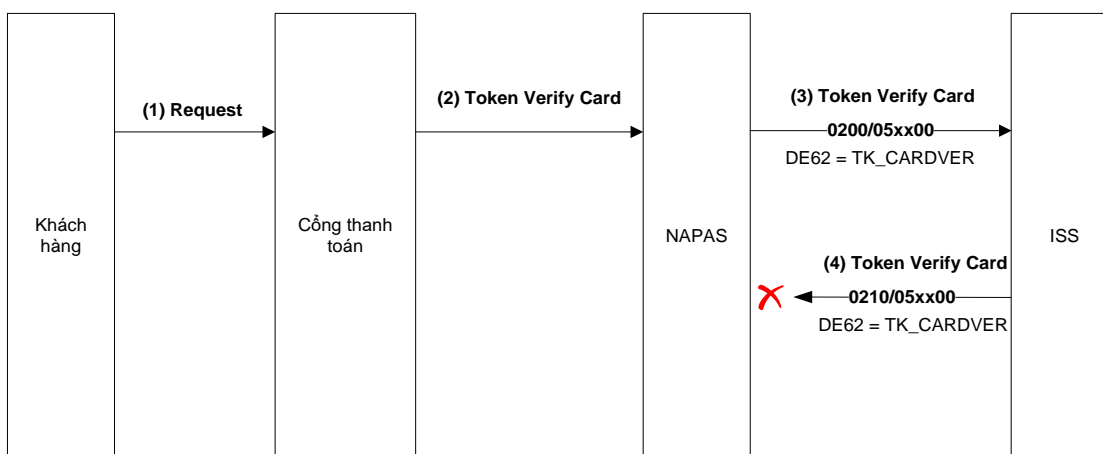 (1) Request
(2) Token Verify Card
(3) Token Verify Card
0200/05xx00
DE62 = TK_CARDVER
Khách
hàng
Cổng thanh
toán
NAPAS
ISS
(4) Token Verify Card
0210/05xx00
DE62 = TK_CARDVER